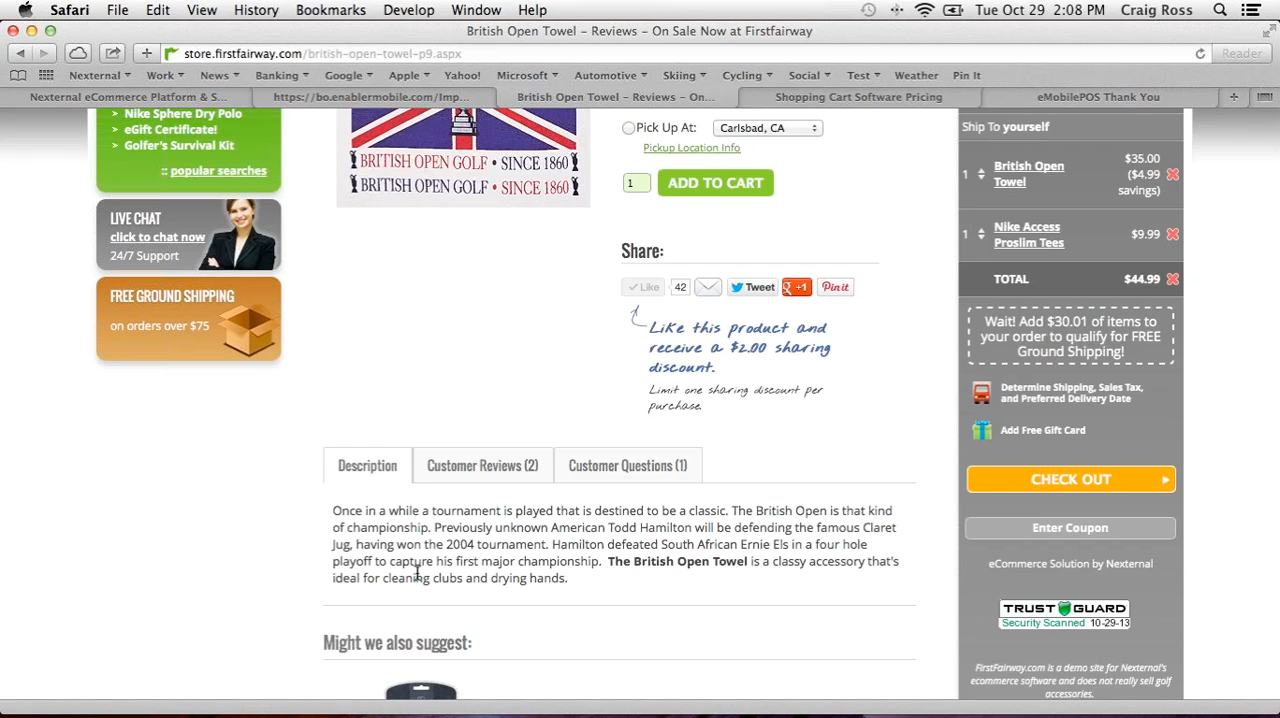 Safari File Edit View History Bookmarks Develop Window Help Tue Oct 29 2:08 PM Craig Ross
British Open Towel – Reviews – On Sale Now at Firstfairway
store.firstfairway.com/british-open-towel-p9.aspx Reader
Nexternal Work News Banking Google Apple Yahoo! Microsoft Automotive Skiing Cycling Social Test Weather Pin It
Nexternal eCommerce Platform & S... https://bo.enablermobile.com/Imp... British Open Towel – Reviews – On... Shopping Cart Software Pricing eMobilePOS Thank You
> Nike Sphere Dry Polo
> eGift Certificate!
> Golfer's Survival Kit
:: popular searches
LIVE CHAT
click to chat now
24/7 Support
FREE GROUND SHIPPING
on orders over $75
BRITISH OPEN GOLF • SINCE 1860
BRITISH OPEN GOLF • SINCE 1860
Pick Up At: Carlsbad, CA
Pickup Location Info
1 ADD TO CART
Share:
Like 42 Tweet +1 Pin it
Like this product and
receive a $2.00 sharing
discount.
Limit one sharing discount per
purchase.
Description Customer Reviews (2) Customer Questions (1)
Once in a while a tournament is played that is destined to be a classic. The British Open is that kind
of championship. Previously unknown American Todd Hamilton will be defending the famous Claret
Jug, having won the 2004 tournament. Hamilton defeated South African Ernie Els in a four hole
playoff to capture his first major championship. The British Open Towel is a classy accessory that's
ideal for cleaning clubs and drying hands.
Might we also suggest:
Ship To yourself
1 British Open Towel $35.00 ($4.99 savings)
1 Nike Access Proslim Tees $9.99
TOTAL $44.99
Wait! Add $30.01 of items to
your order to qualify for FREE
Ground Shipping!
Determine Shipping, Sales Tax,
and Preferred Delivery Date
Add Free Gift Card
CHECK OUT
Enter Coupon
eCommerce Solution by Nexternal
TRUST GUARD
Security Scanned 10-29-13
FirstFairway.com is a demo site for Nexternal's
ecommerce software and does not really sell golf
accessories.